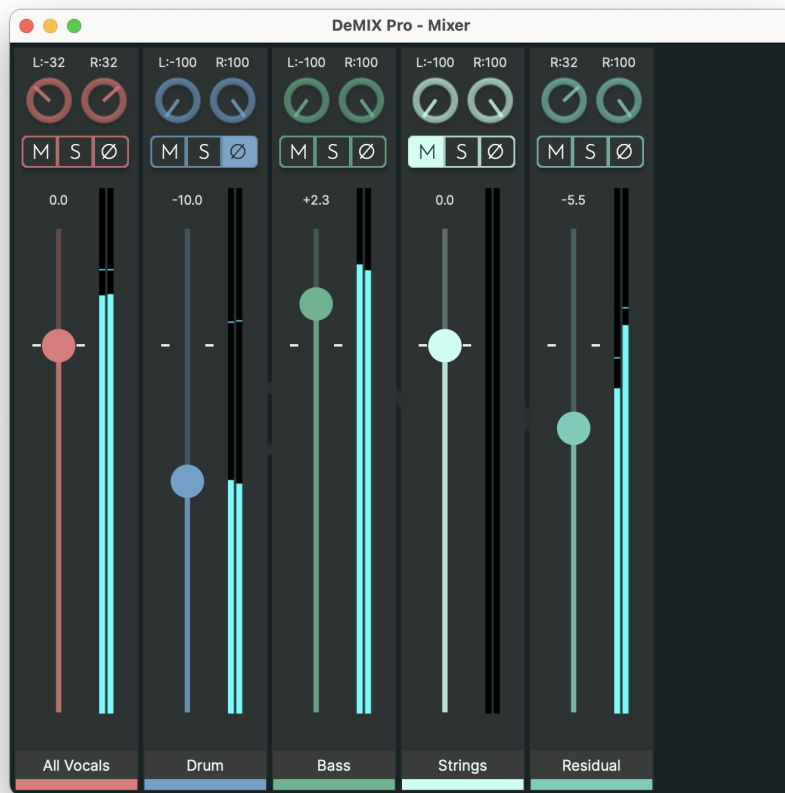 DeMIX Pro - Mixer
L:-32 R:32 L:-100 R:100 L:-100 R:100 L:-100 R:100 R:32 R:100
M S Ø M S Ø M S Ø M S Ø M S Ø
0.0 -10.0 +2.3 0.0 -5.5
All Vocals Drum Bass Strings Residual